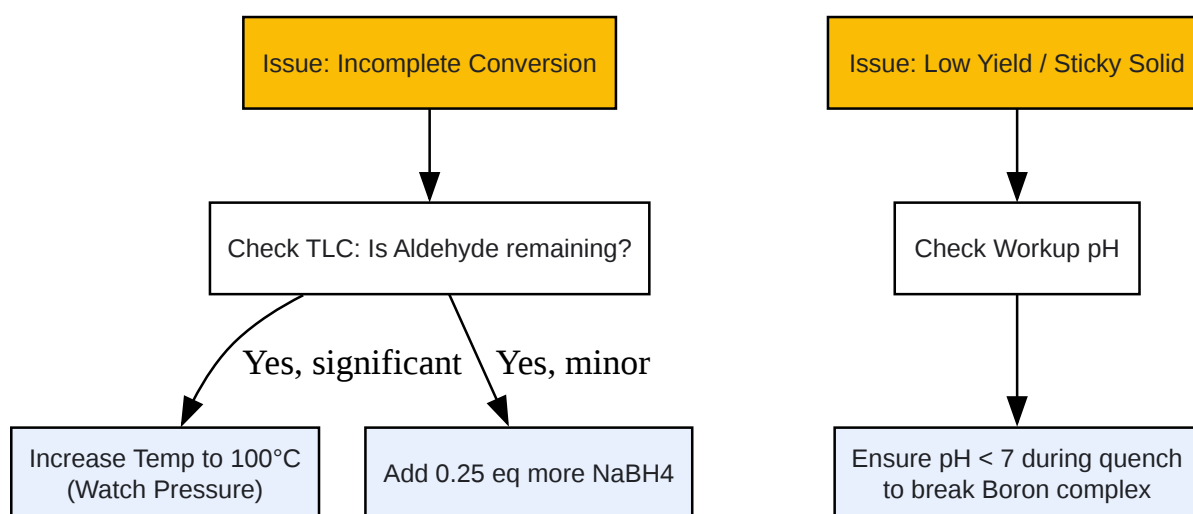 Issue: Incomplete Conversion
Issue: Low Yield / Sticky Solid
Check TLC: Is Aldehyde remaining?
Check Workup pH
Yes, significant
Yes, minor
Increase Temp to 100°C
(Watch Pressure)
Add 0.25 eq more NaBH4
Ensure pH < 7 during quench
to break Boron complex